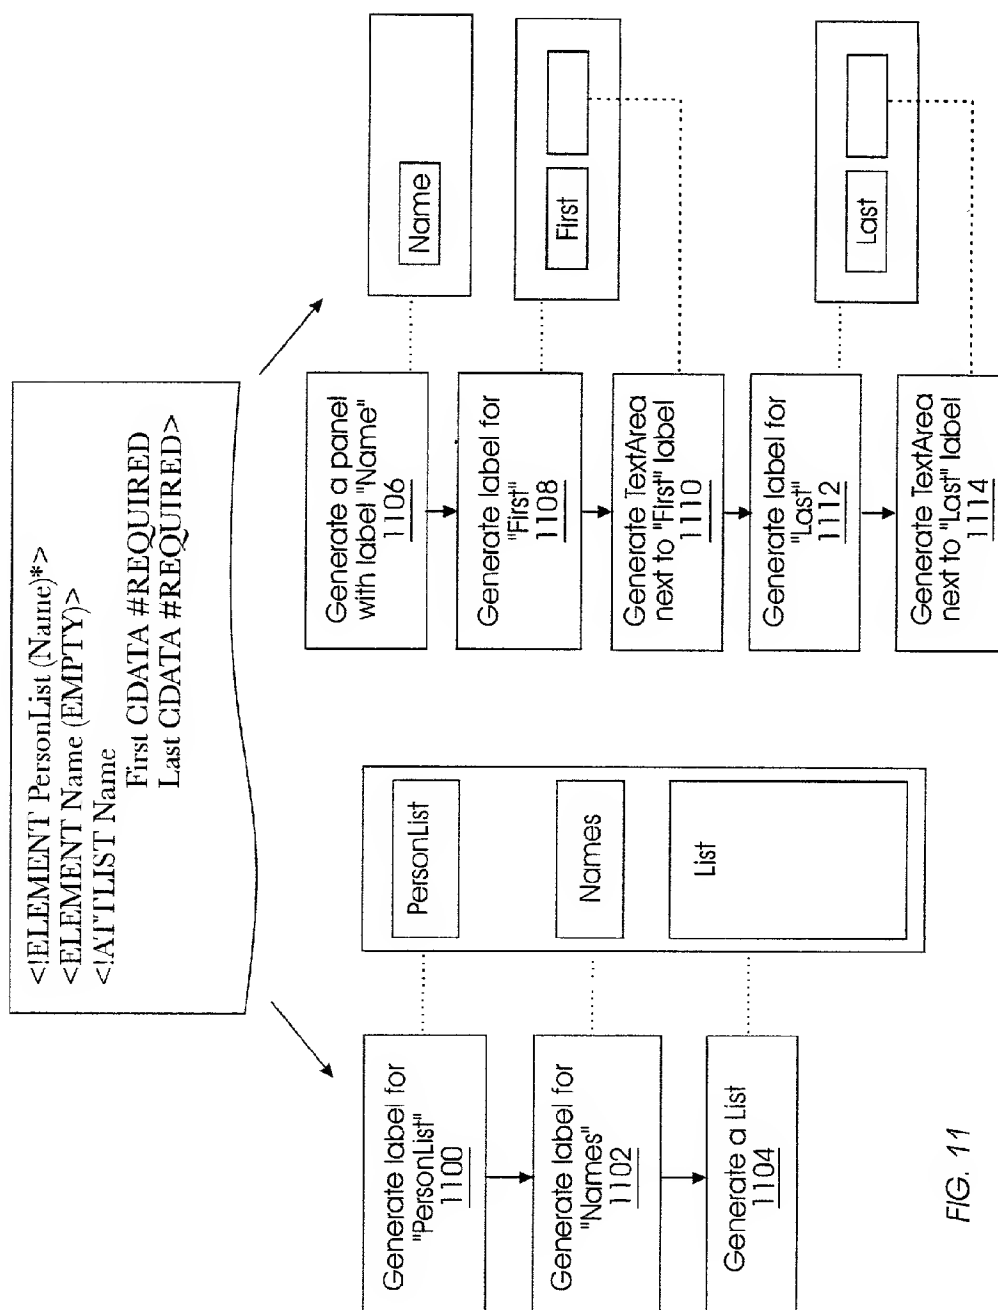 <!ELEMENT PersonList (Name)*>
<ELEMENT Name (EMPTY)>
<!ATTLIST Name
First CDATA #REQUIRED
Last CDATA #REQUIRED>
Generate label for
"PersonList"
1100
Generate label for
"Names"
1102
Generate a List
1104
PersonList
Names
List
Generate a panel
with label "Name"
1106
Generate label for
"First"
1108
Generate TextArea
next to "First" label
1110
Generate label for
"Last"
1112
Generate TextArea
next to "Last" label
1114
Name
First
Last
FIG. 11